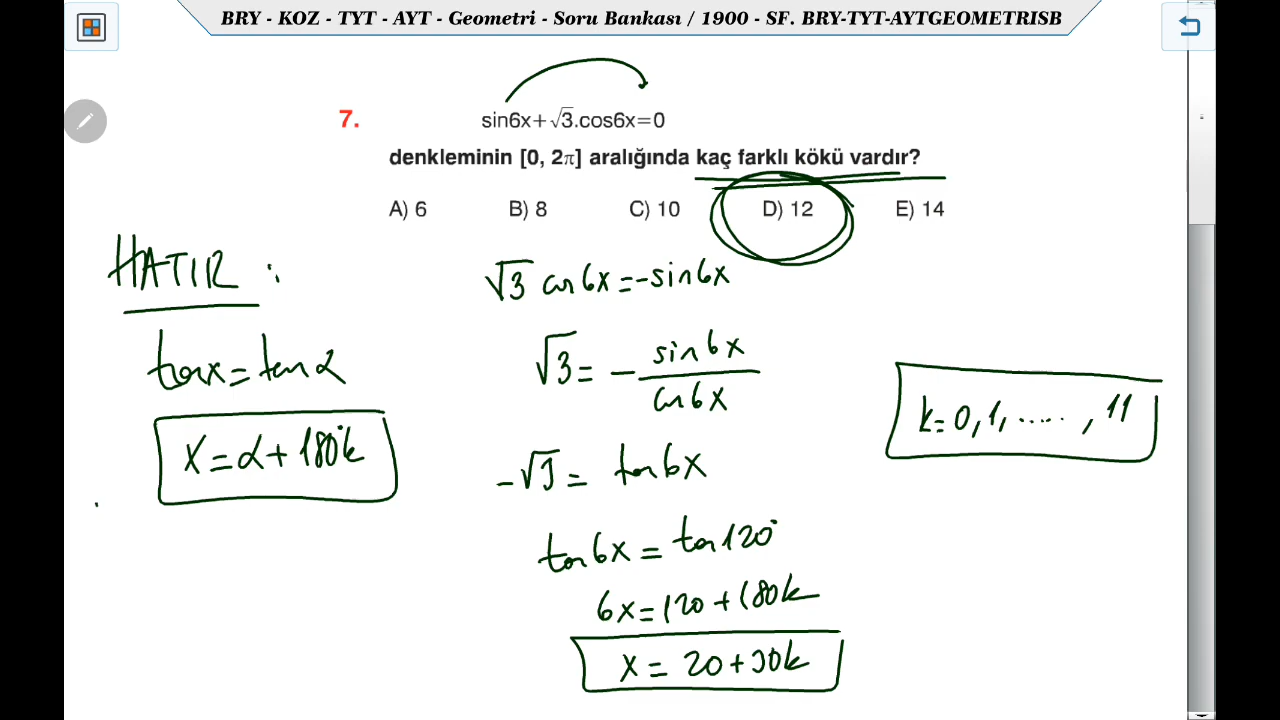 BRY - KOZ - TYT - AYT - Geometri - Soru Bankası / 1900 - SF. BRY-TYT-AYTGEOMETRISB
7. sin6x+√3.cos6x=0
denkleminin [0, 2π] aralığında kaç farklı kökü vardır?
A) 6 B) 8 C) 10 D) 12 E) 14
HATIR :
tanx = tanα
x = α + 180°k
√3 cos6x = -sin6x
√3 = - sin6x / cos6x
-√3 = tan6x
tan6x = tan120°
6x = 120 + 180k
x = 20 + 30k
k = 0, 1, ....., 11